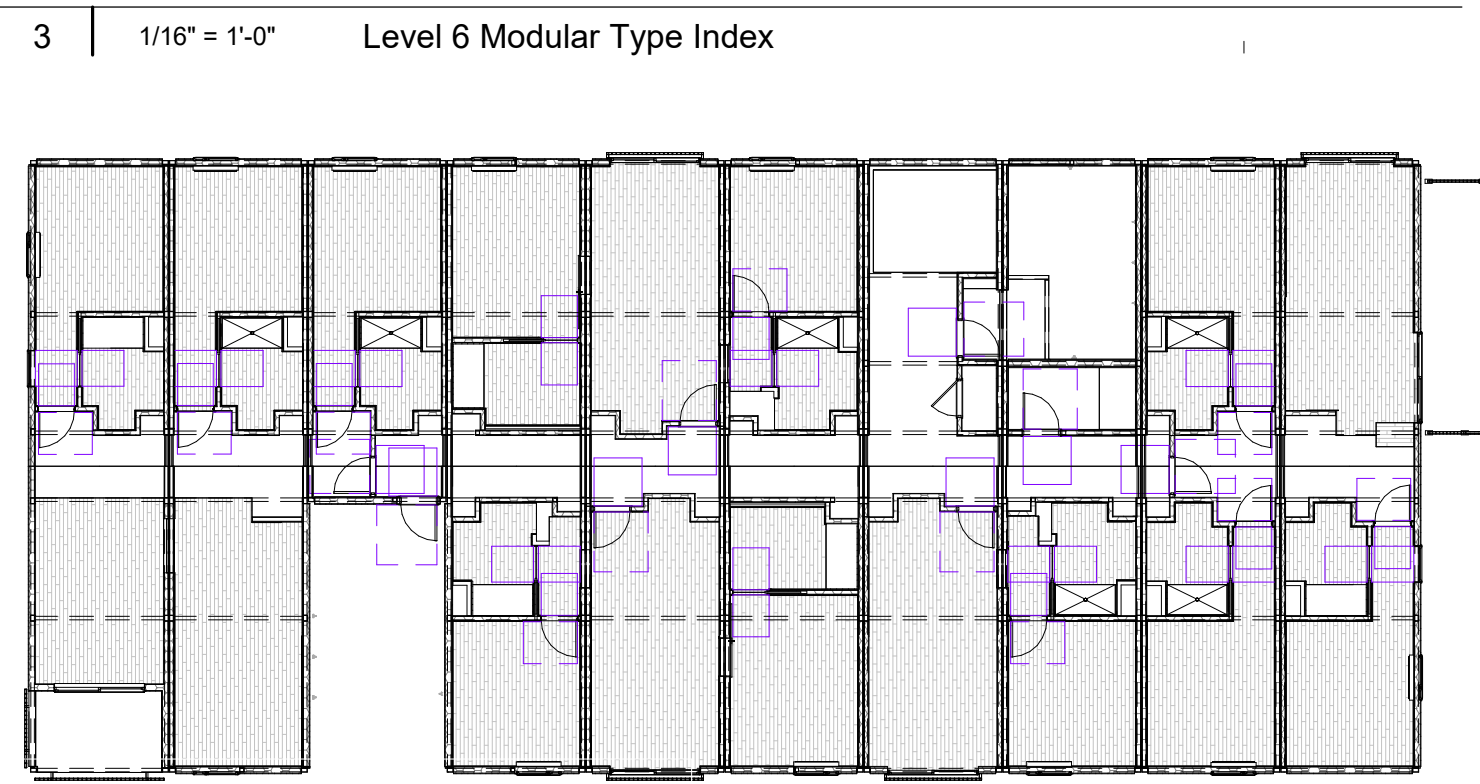 3 1/16" = 1'-0" Level 6 Modular Type Index